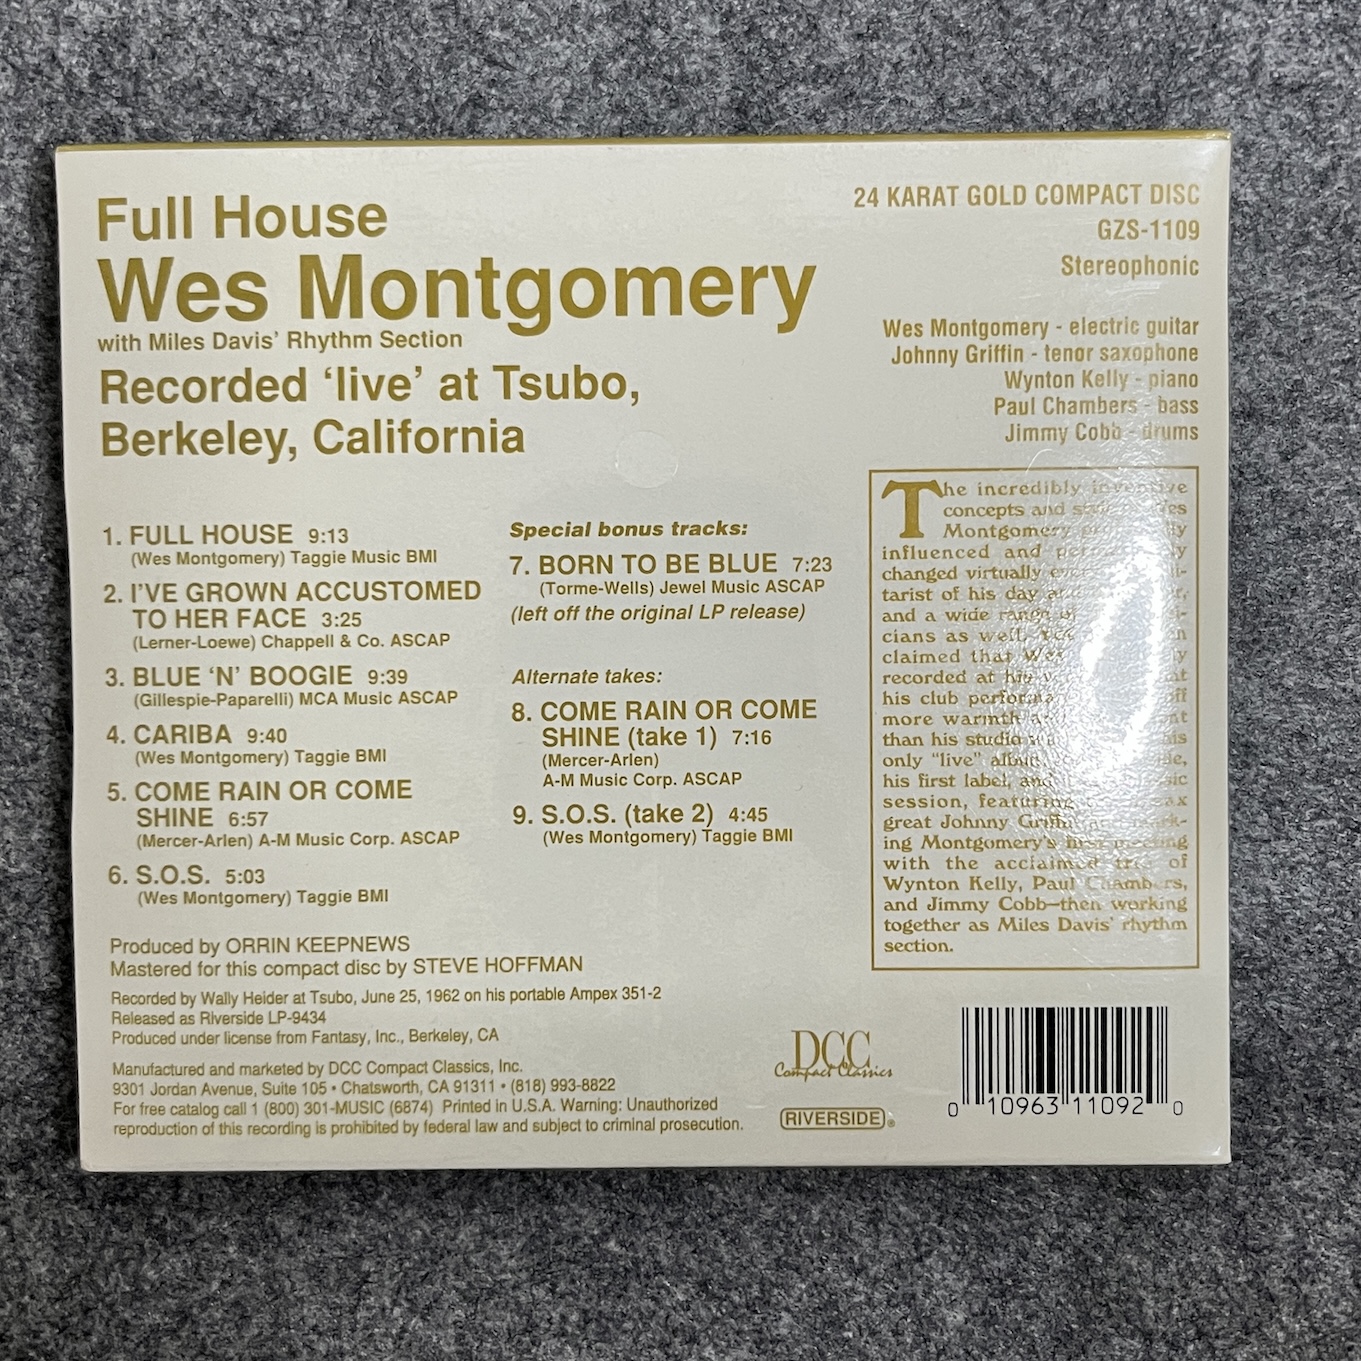 Full House
Wes Montgomery
with Miles Davis' Rhythm Section
Recorded 'live' at Tsubo,
Berkeley, California
24 KARAT GOLD COMPACT DISC
GZS-1109
Stereophonic
Wes Montgomery - electric guitar
Johnny Griffin - tenor saxophone
Wynton Kelly - piano
Paul Chambers - bass
Jimmy Cobb - drums
1. FULL HOUSE 9:13
(Wes Montgomery) Taggie Music BMI
2. I'VE GROWN ACCUSTOMED
TO HER FACE 3:25
(Lerner-Loewe) Chappell & Co. ASCAP
3. BLUE 'N' BOOGIE 9:39
(Gillespie-Paparelli) MCA Music ASCAP
4. CARIBA 9:40
(Wes Montgomery) Taggie BMI
5. COME RAIN OR COME
SHINE 6:57
(Mercer-Arlen) A-M Music Corp. ASCAP
6. S.O.S. 5:03
(Wes Montgomery) Taggie BMI
Special bonus tracks:
7. BORN TO BE BLUE 7:23
(Torme-Wells) Jewel Music ASCAP
(left off the original LP release)
Alternate takes:
8. COME RAIN OR COME
SHINE (take 1) 7:16
(Mercer-Arlen)
A-M Music Corp. ASCAP
9. S.O.S. (take 2) 4:45
(Wes Montgomery) Taggie BMI
The incredibly inventive
concepts and
Montgomery
influenced and
changed virtually
tarist of his day
and a wide range of
cians as well.
claimed that Wes
recorded at his
his club
more warmth
than his studio
only "live"
his first label, and
session, featuring
great Johnny Griffin
ing Montgomery's first meeting
with the acclaimed trio of
Wynton Kelly, Paul Chambers,
and Jimmy Cobb—then working
together as Miles Davis' rhythm
section.
Produced by ORRIN KEEPNEWS
Mastered for this compact disc by STEVE HOFFMAN
Recorded by Wally Heider at Tsubo, June 25, 1962 on his portable Ampex 351-2
Released as Riverside LP-9434
Produced under license from Fantasy, Inc., Berkeley, CA
Manufactured and marketed by DCC Compact Classics, Inc.
9301 Jordan Avenue, Suite 105 • Chatsworth, CA 91311 • (818) 993-8822
For free catalog call 1 (800) 301-MUSIC (6874) Printed in U.S.A. Warning: Unauthorized
reproduction of this recording is prohibited by federal law and subject to criminal prosecution.
DCC
Compact Classics
RIVERSIDE®
0 10963 11092 0